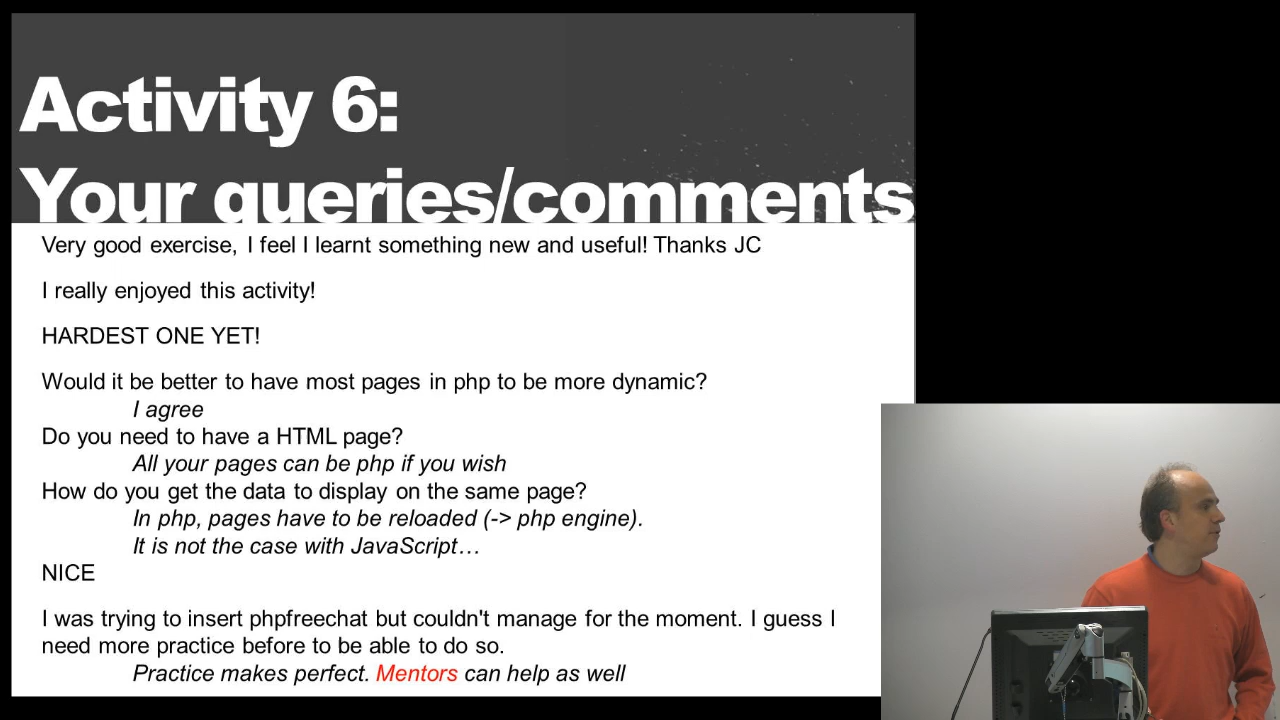 Activity 6:
Your queries/comments
Very good exercise, I feel I learnt something new and useful! Thanks JC
I really enjoyed this activity!
HARDEST ONE YET!
Would it be better to have most pages in php to be more dynamic?
I agree
Do you need to have a HTML page?
All your pages can be php if you wish
How do you get the data to display on the same page?
In php, pages have to be reloaded (-> php engine).
It is not the case with JavaScript…
NICE
I was trying to insert phpfreechat but couldn't manage for the moment. I guess I
need more practice before to be able to do so.
Practice makes perfect. Mentors can help as well